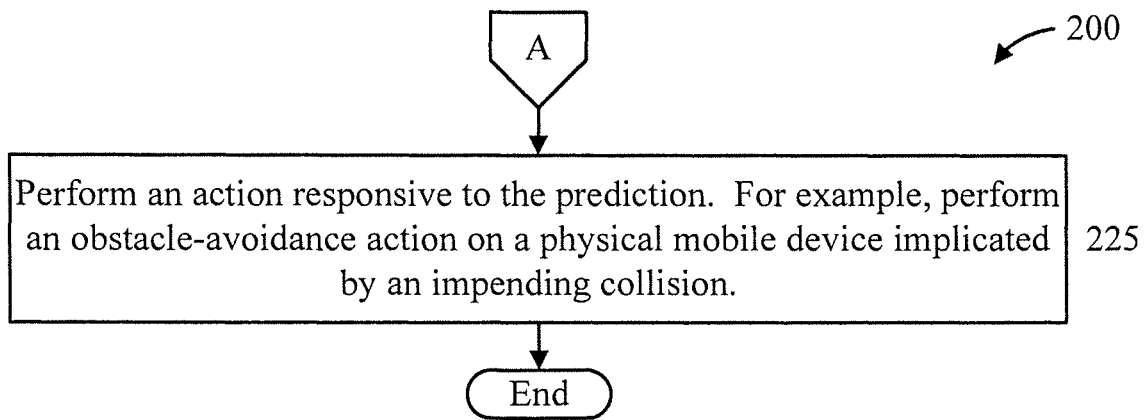 200
A
Perform an action responsive to the prediction.  For example, perform
an obstacle-avoidance action on a physical mobile device implicated
by an impending collision.
225
End